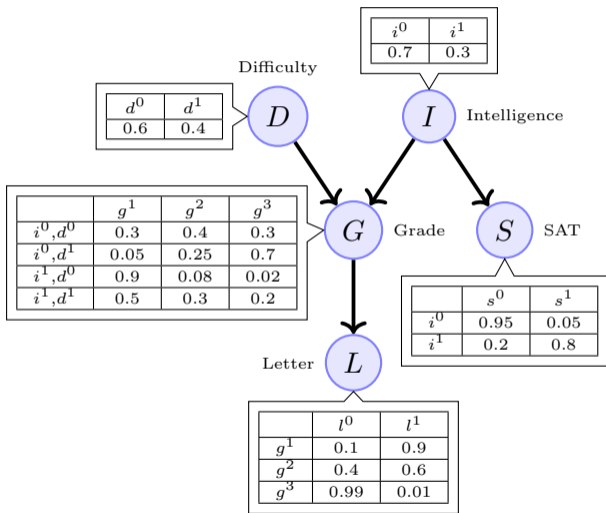 i⁰ i¹
0.7 0.3
Difficulty
d⁰ d¹
0.6 0.4
D
I
Intelligence
g¹ g² g³
i⁰,d⁰ 0.3 0.4 0.3
i⁰,d¹ 0.05 0.25 0.7
i¹,d⁰ 0.9 0.08 0.02
i¹,d¹ 0.5 0.3 0.2
G
Grade
S
SAT
s⁰ s¹
i⁰ 0.95 0.05
i¹ 0.2 0.8
Letter
L
l⁰ l¹
g¹ 0.1 0.9
g² 0.4 0.6
g³ 0.99 0.01